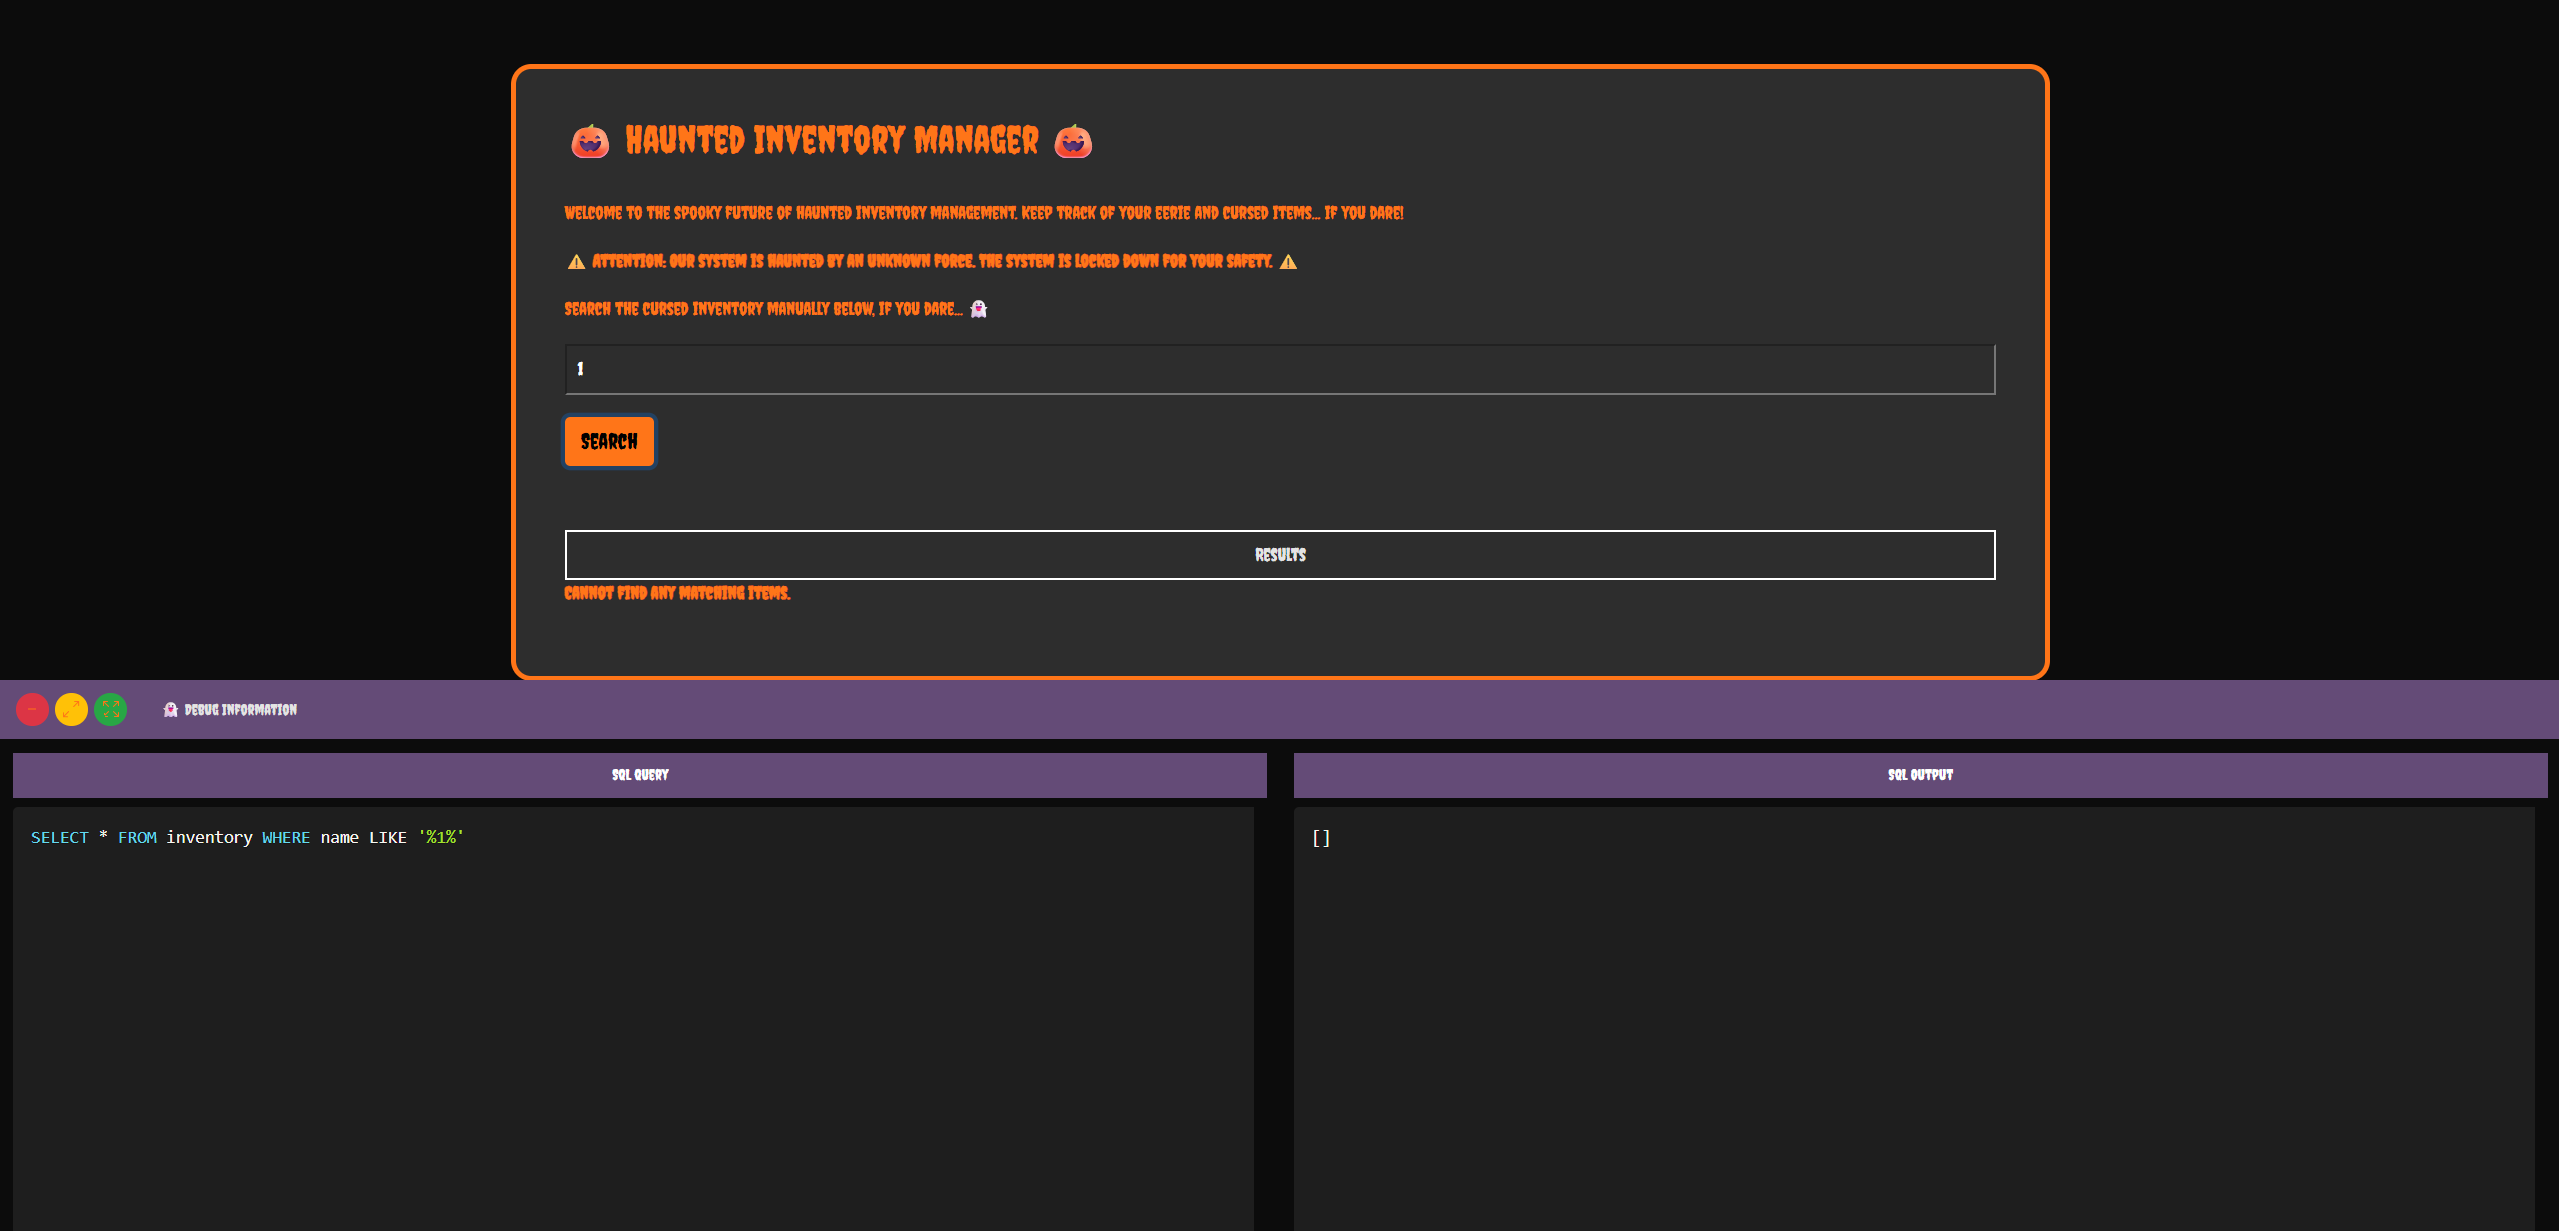 HAUNTED INVENTORY MANAGER
WELCOME TO THE SPOOKY FUTURE OF HAUNTED INVENTORY MANAGEMENT. KEEP TRACK OF YOUR EERIE AND CURSED ITEMS... IF YOU DARE!
ATTENTION: OUR SYSTEM IS HAUNTED BY AN UNKNOWN FORCE. THE SYSTEM IS LOCKED DOWN FOR YOUR SAFETY.
SEARCH THE CURSED INVENTORY MANUALLY BELOW, IF YOU DARE...
1
SEARCH
RESULTS
CANNOT FIND ANY MATCHING ITEMS.
DEBUG INFORMATION
SQL QUERY
SQL OUTPUT
SELECT * FROM inventory WHERE name LIKE '%1%'
[]